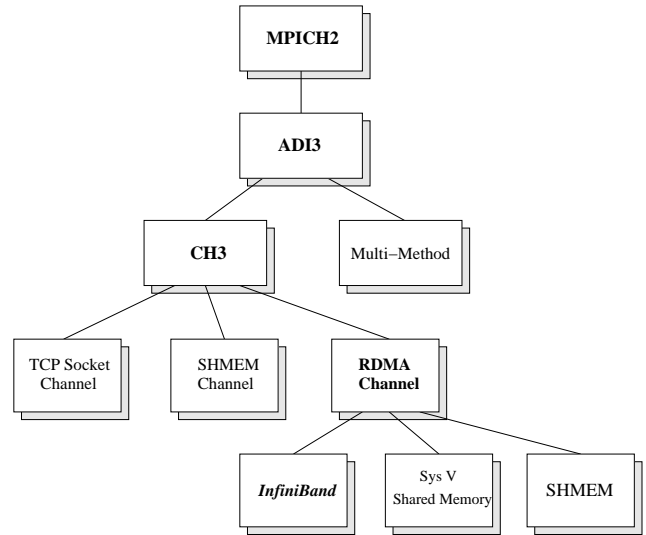 MPICH2
ADI3
CH3
Multi−Method
TCP Socket
Channel
SHMEM
Channel
RDMA
Channel
InfiniBand
Sys V
Shared Memory
SHMEM